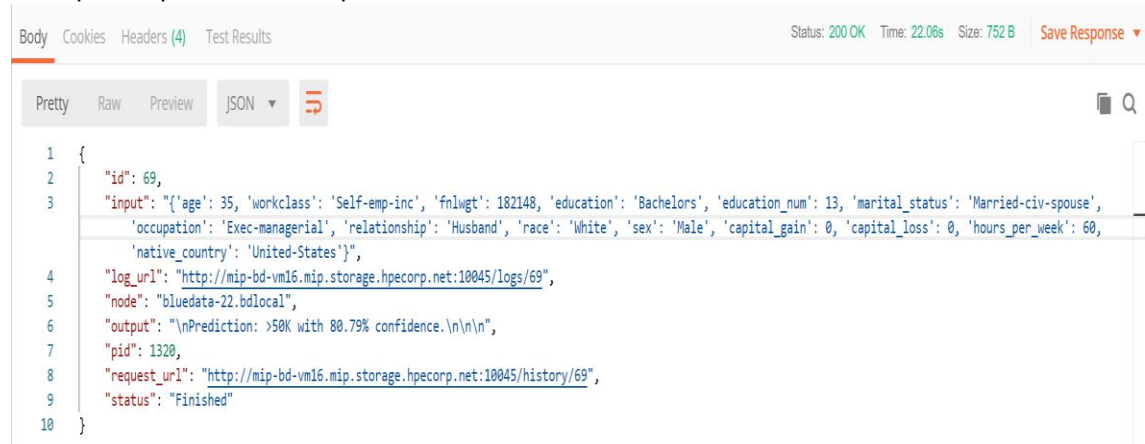 Body Cookies Headers (4) Test Results Status: 200 OK Time: 22.06s Size: 752 B Save Response
Pretty Raw Preview JSON
1 {
2 "id": 69,
3 "input": "{'age': 35, 'workclass': 'Self-emp-inc', 'fnlwgt': 182148, 'education': 'Bachelors', 'education_num': 13, 'marital_status': 'Married-civ-spouse',
'occupation': 'Exec-managerial', 'relationship': 'Husband', 'race': 'White', 'sex': 'Male', 'capital_gain': 0, 'capital_loss': 0, 'hours_per_week': 60,
'native_country': 'United-States'}",
4 "log_url": "http://mip-bd-vm16.mip.storage.hpecorp.net:10045/logs/69",
5 "node": "bluedata-22.bdlocal",
6 "output": "\nPrediction: >50K with 80.79% confidence.\n\n\n",
7 "pid": 1320,
8 "request_url": "http://mip-bd-vm16.mip.storage.hpecorp.net:10045/history/69",
9 "status": "Finished"
10 }